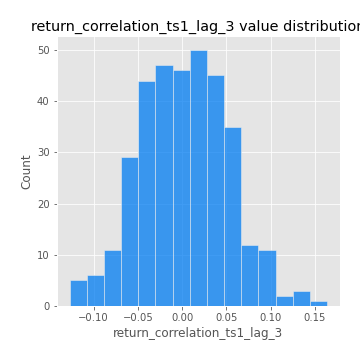 return_correlation_ts1_lag_3 value distribution
50
40
30
20
10
0
Count
−0.10 −0.05 0.00 0.05 0.10 0.15
return_correlation_ts1_lag_3